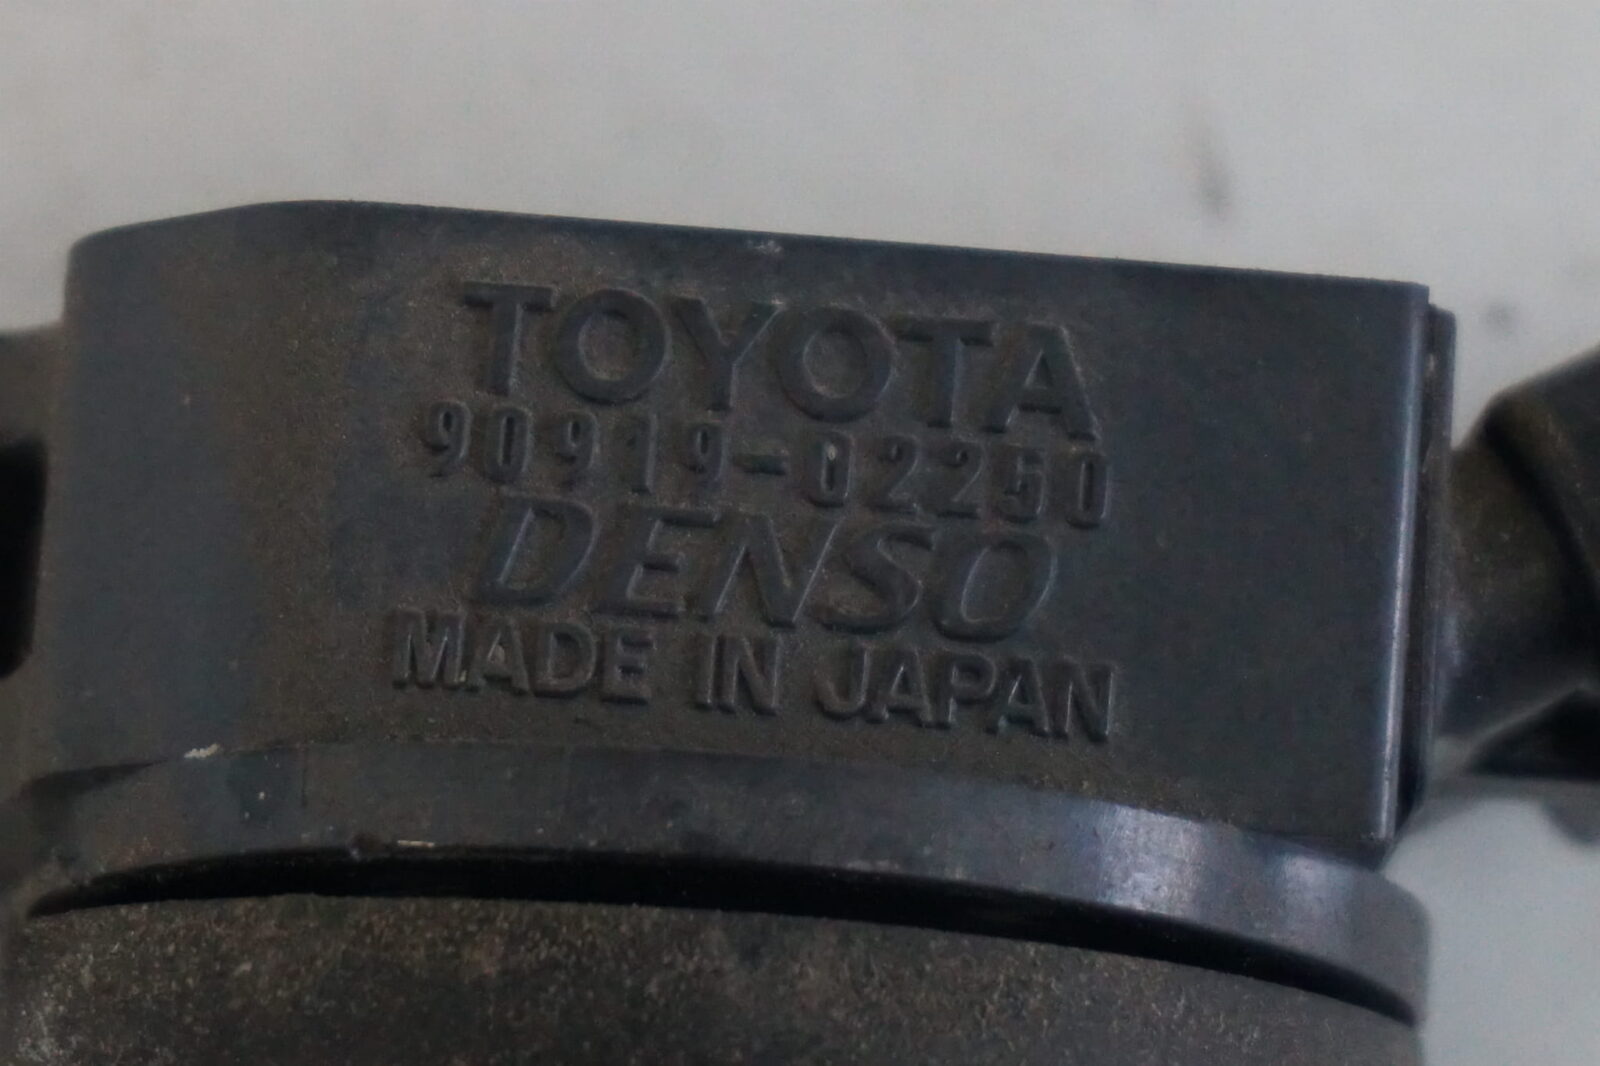 TOYOTA
90919-02250
DENSO
MADE IN JAPAN